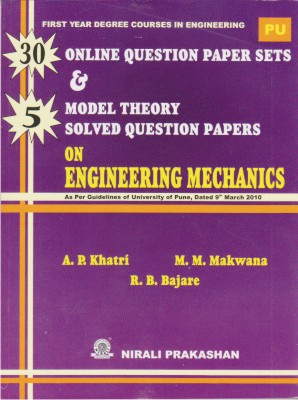 FIRST YEAR DEGREE COURSES IN ENGINEERING
PU
30 ONLINE QUESTION PAPER SETS
&
5 MODEL THEORY
SOLVED QUESTION PAPERS
ON
ENGINEERING MECHANICS
As Per Guidelines of University of Pune, Dated 9th March 2010
A. P. Khatri
M. M. Makwana
R. B. Bajare
NIRALI PRAKASHAN